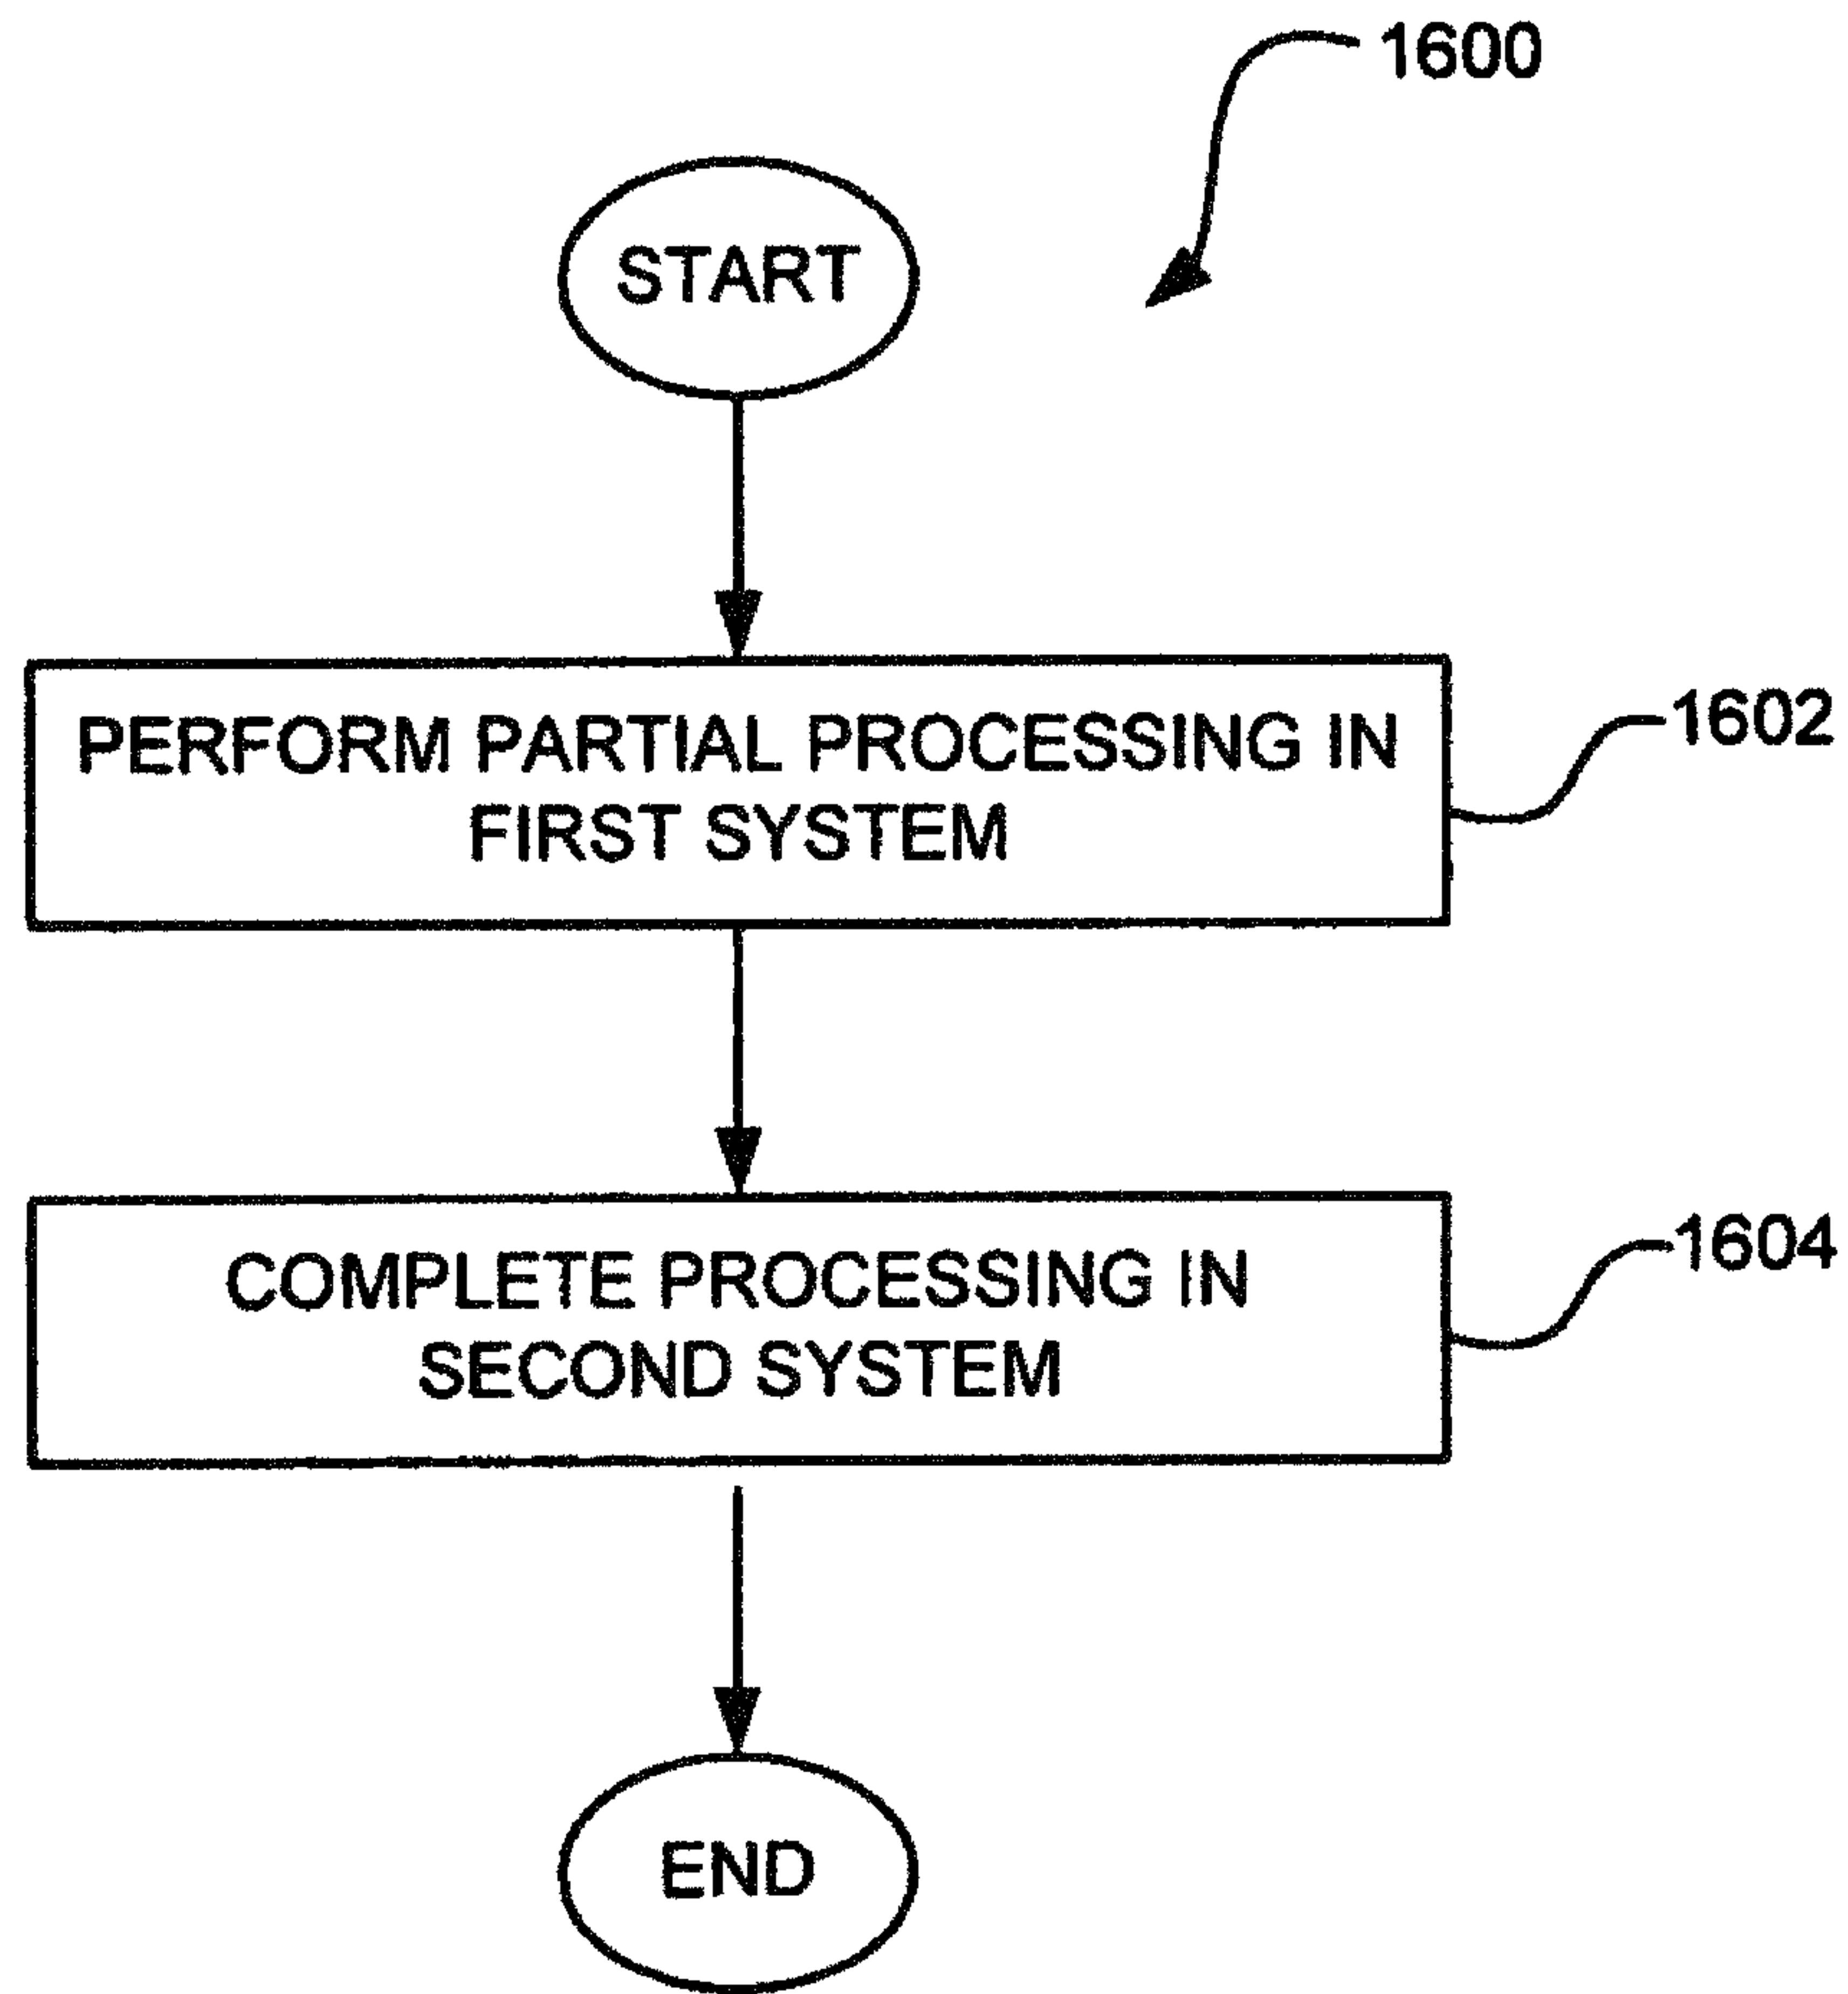 1600
START
PERFORM PARTIAL PROCESSING IN
FIRST SYSTEM
1602
COMPLETE PROCESSING IN
SECOND SYSTEM
1604
END